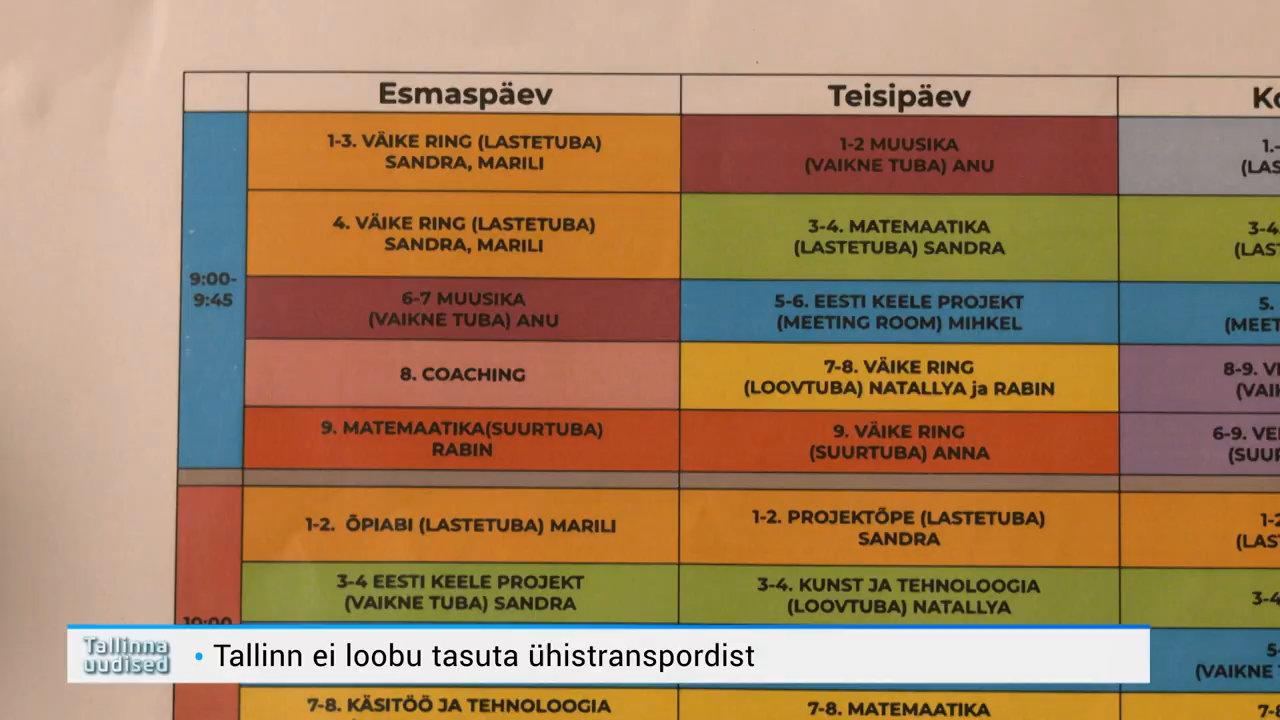 Esmaspäev
Teisipäev
9:00-
9:45
1-3. VÄIKE RING (LASTETUBA)
SANDRA, MARILI
1-2 MUUSIKA
(VAIKNE TUBA) ANU
4. VÄIKE RING (LASTETUBA)
SANDRA, MARILI
3-4. MATEMAATIKA
(LASTETUBA) SANDRA
6-7 MUUSIKA
(VAIKNE TUBA) ANU
5-6. EESTI KEELE PROJEKT
(MEETING ROOM) MIHKEL
8. COACHING
7-8. VÄIKE RING
(LOOVTUBA) NATALLYA ja RABIN
9. MATEMAATIKA(SUURTUBA)
RABIN
9. VÄIKE RING
(SUURTUBA) ANNA
1-2. ÕPIABI (LASTETUBA) MARILI
1-2. PROJEKTÕPE (LASTETUBA)
SANDRA
3-4 EESTI KEELE PROJEKT
(VAIKNE TUBA) SANDRA
3-4. KUNST JA TEHNOLOOGIA
(LOOVTUBA) NATALLYA
7-8. KÄSITÖÖ JA TEHNOLOOGIA
7-8. MATEMAATIKA
Tallinna
uudised
• Tallinn ei loobu tasuta ühistranspordist